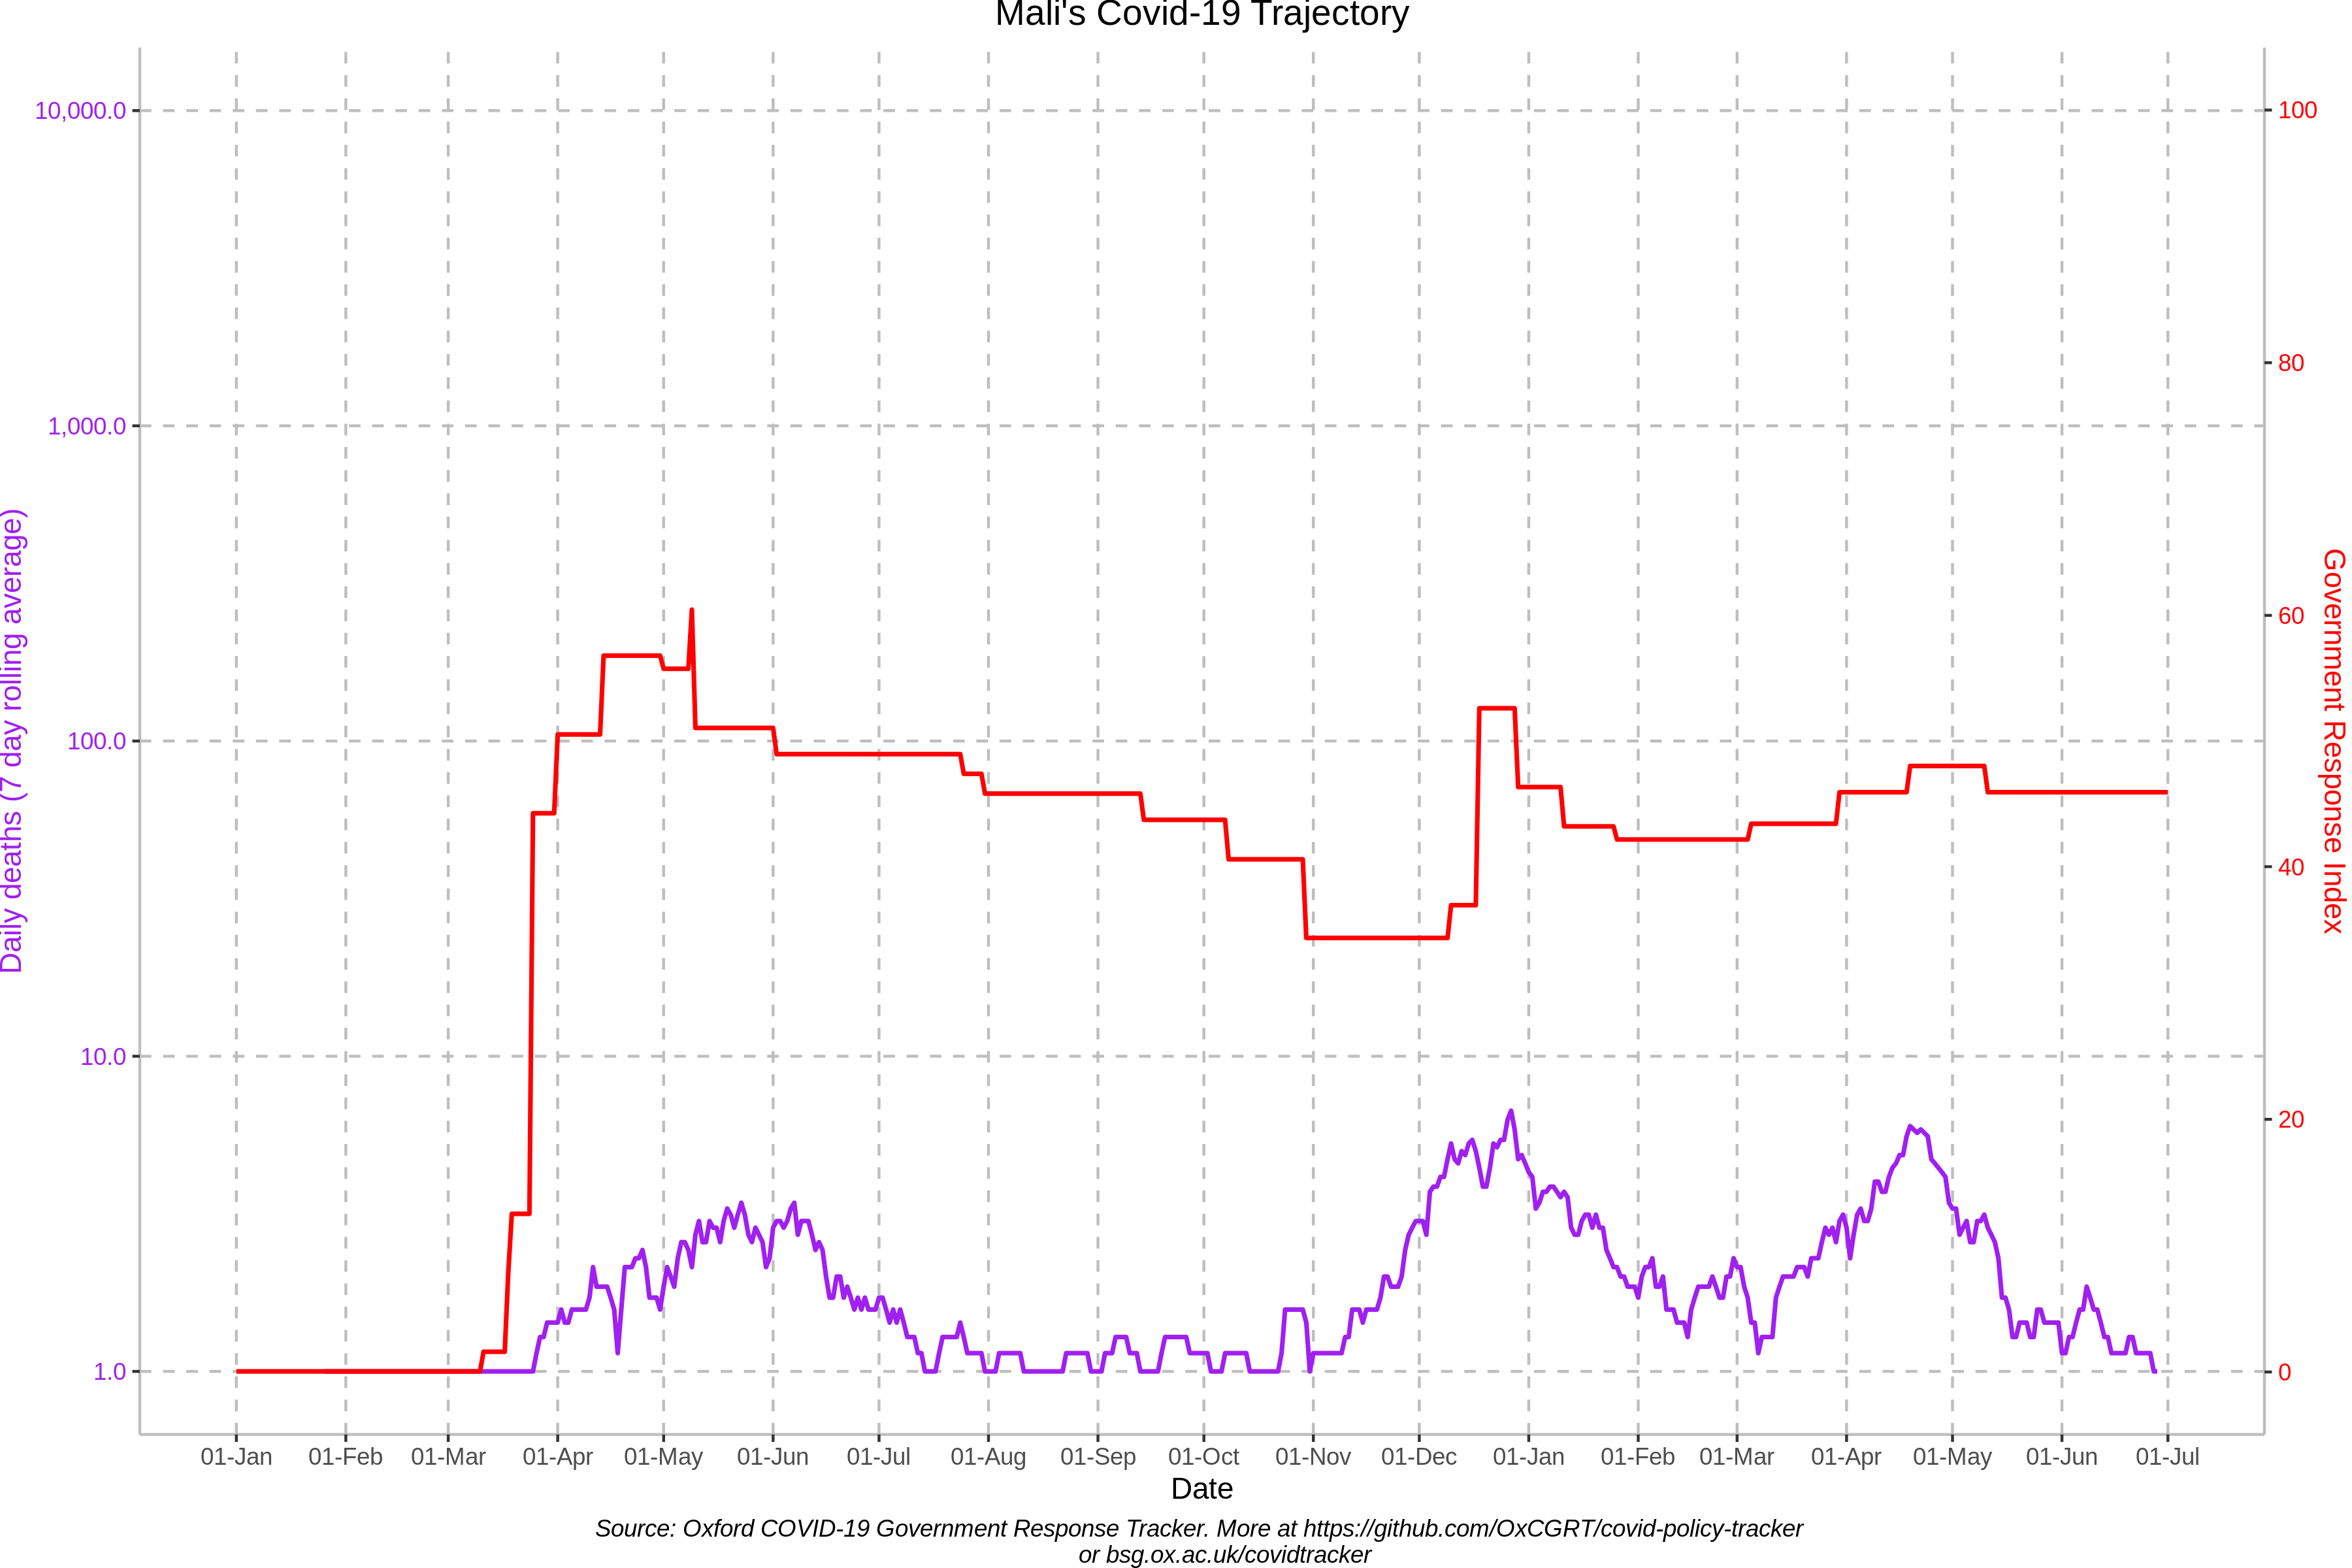 Mali's Covid-19 Trajectory
10,000.0
1,000.0
100.0
10.0
1.0
Daily deaths (7 day rolling average)
100
80
60
40
20
0
Government Response Index
01-Jan 01-Feb 01-Mar 01-Apr 01-May 01-Jun 01-Jul 01-Aug 01-Sep 01-Oct 01-Nov 01-Dec 01-Jan 01-Feb 01-Mar 01-Apr 01-May 01-Jun 01-Jul
Date
Source: Oxford COVID-19 Government Response Tracker. More at https://github.com/OxCGRT/covid-policy-tracker
or bsg.ox.ac.uk/covidtracker